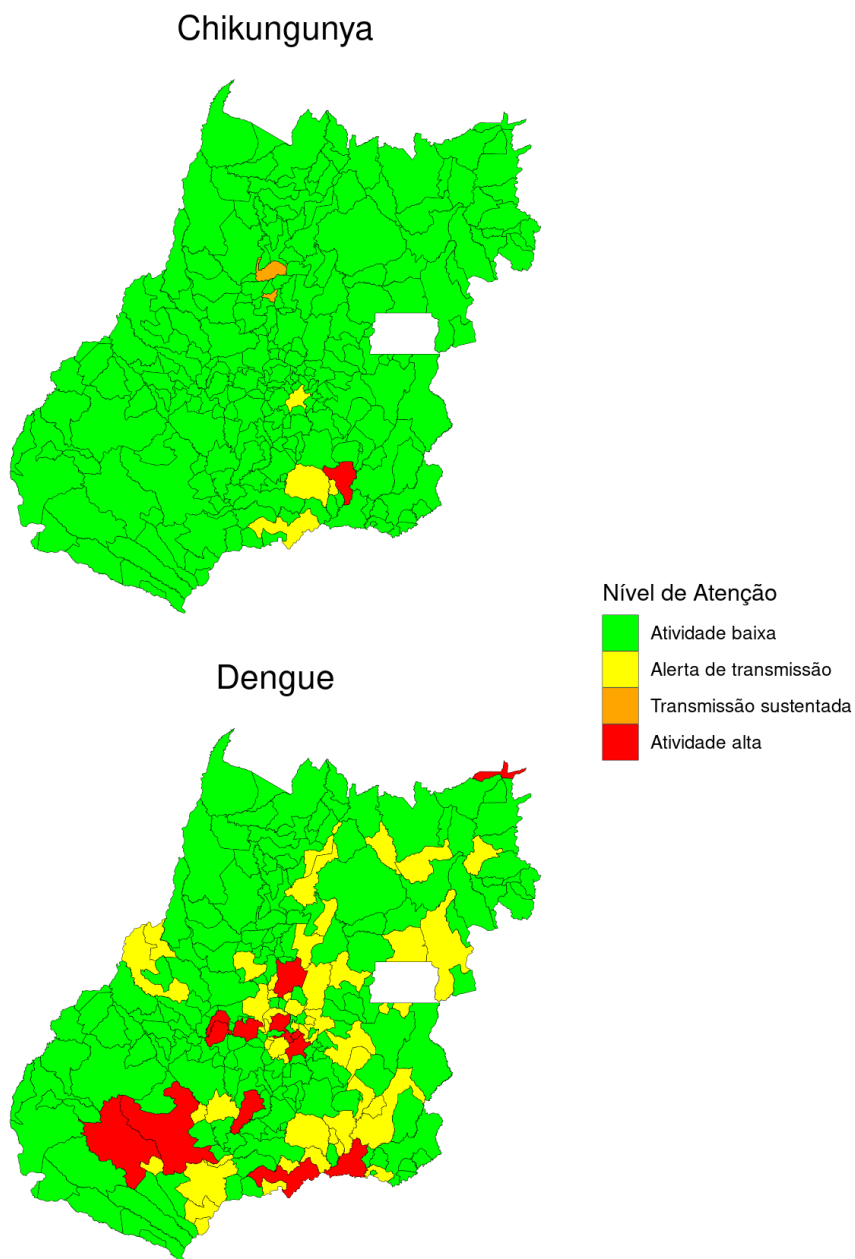 Chikungunya
Nível de Atenção
Atividade baixa
Alerta de transmissão
Transmissão sustentada
Atividade alta
Dengue